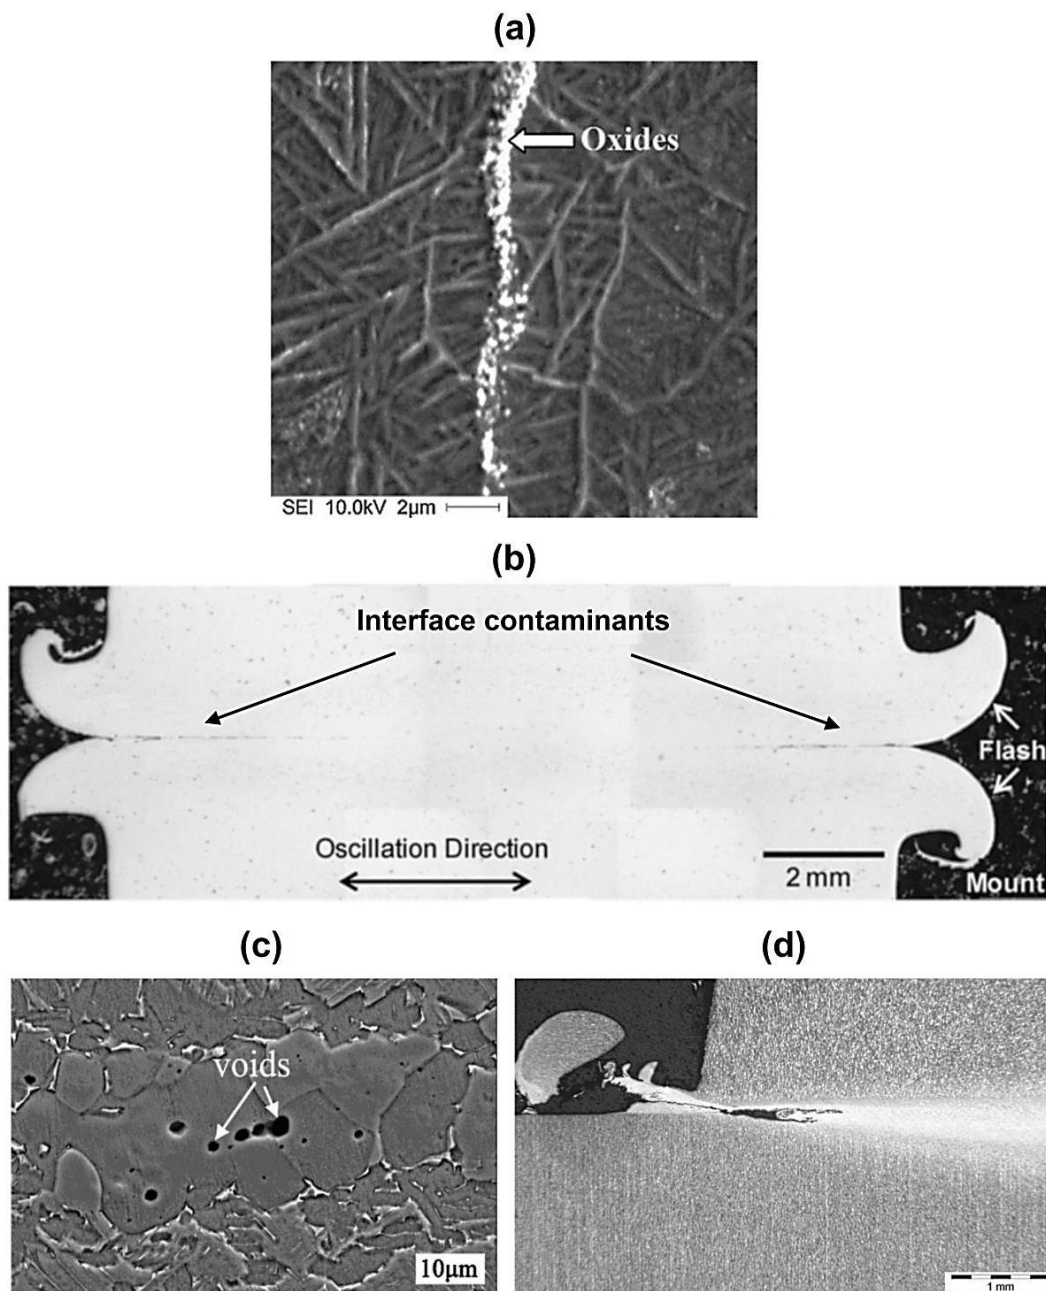 (a)
Oxides
SEI 10.0kV 2μm
(b)
Interface contaminants
Flash
Oscillation Direction
2 mm
Mount
(c)
(d)
voids
10μm
1 mm